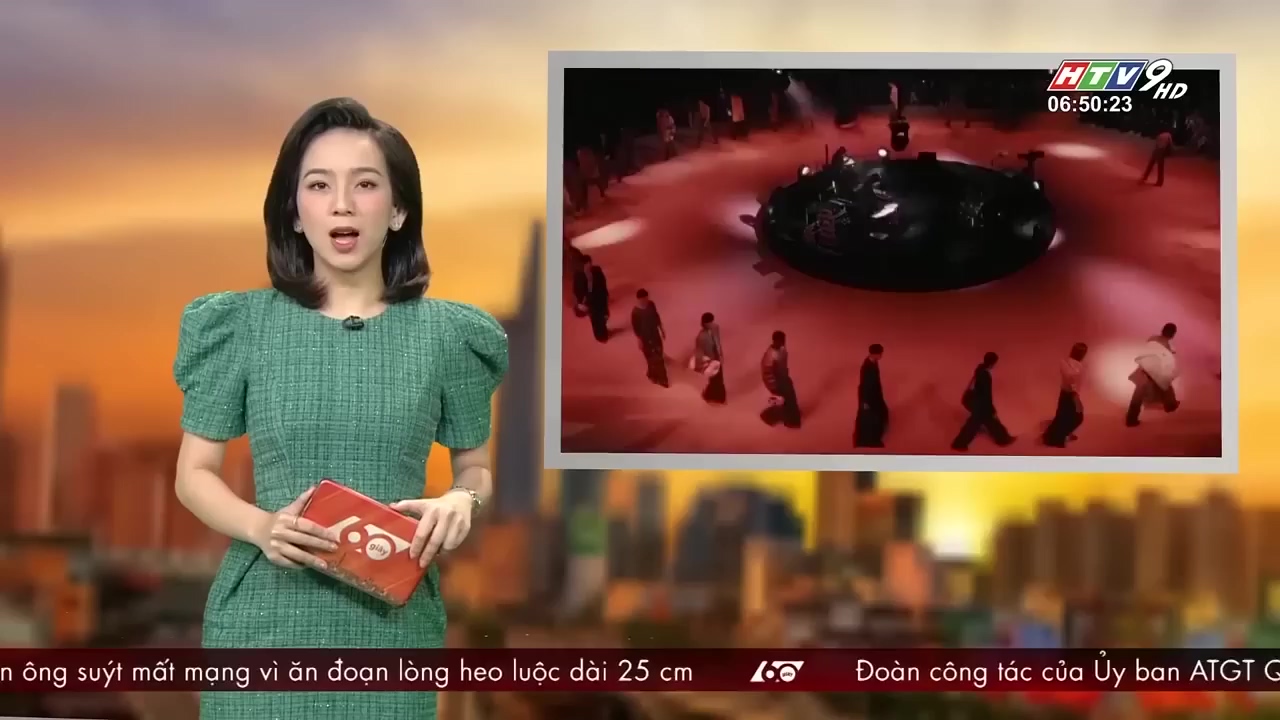 HTV9 HD
06:50:23
60 giây
n ông suýt mất mạng vì ăn đoạn lòng heo luộc dài 25 cm 60 giây Đoàn công tác của Ủy ban ATGT Q